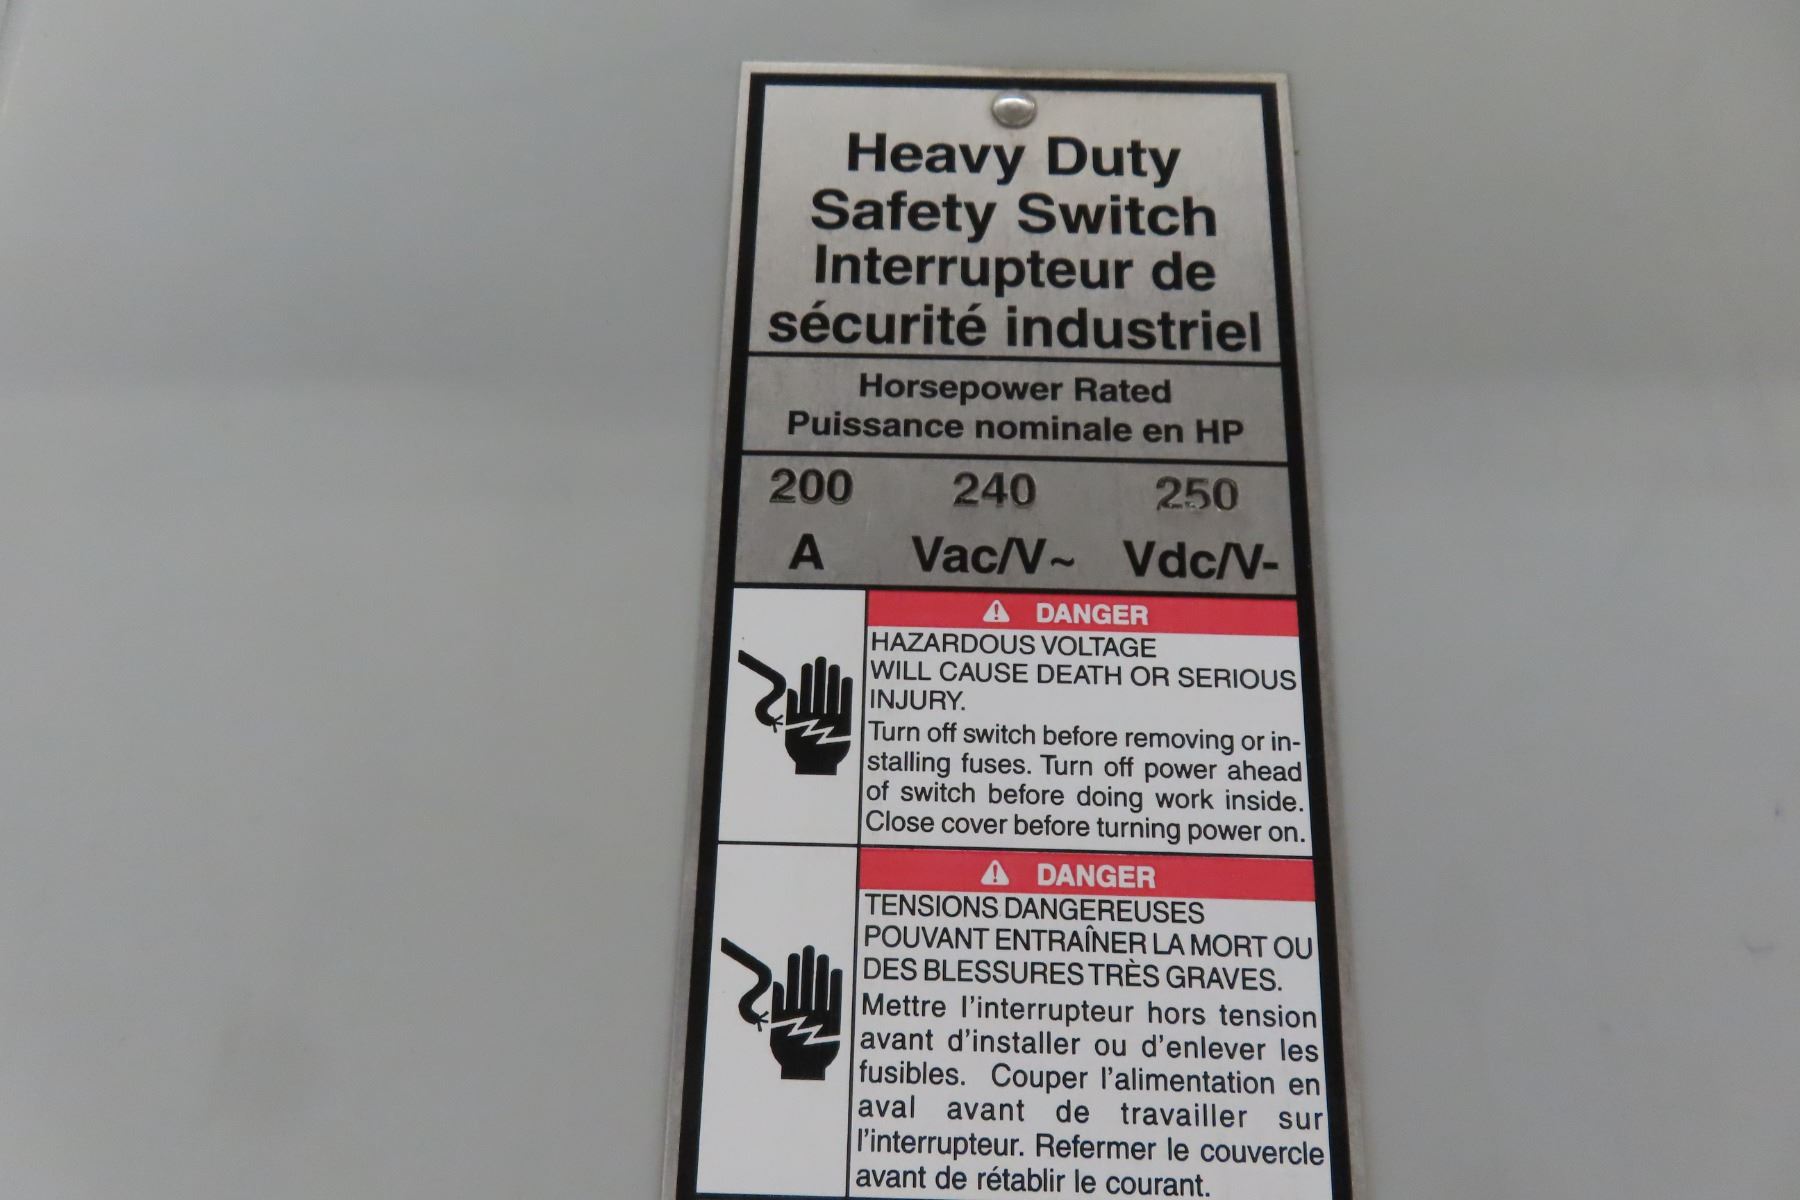 Heavy Duty
Safety Switch
Interrupteur de
sécurité industriel
Horsepower Rated
Puissance nominale en HP
200 240 250
A Vac/V~ Vdc/V-
DANGER
HAZARDOUS VOLTAGE
WILL CAUSE DEATH OR SERIOUS
INJURY.
Turn off switch before removing or in-
stalling fuses. Turn off power ahead
of switch before doing work inside.
Close cover before turning power on.
DANGER
TENSIONS DANGEREUSES
POUVANT ENTRAÎNER LA MORT OU
DES BLESSURES TRÈS GRAVES.
Mettre l'interrupteur hors tension
avant d'installer ou d'enlever les
fusibles. Couper l'alimentation en
aval avant de travailler sur
l'interrupteur. Refermer le couvercle
avant de rétablir le courant.